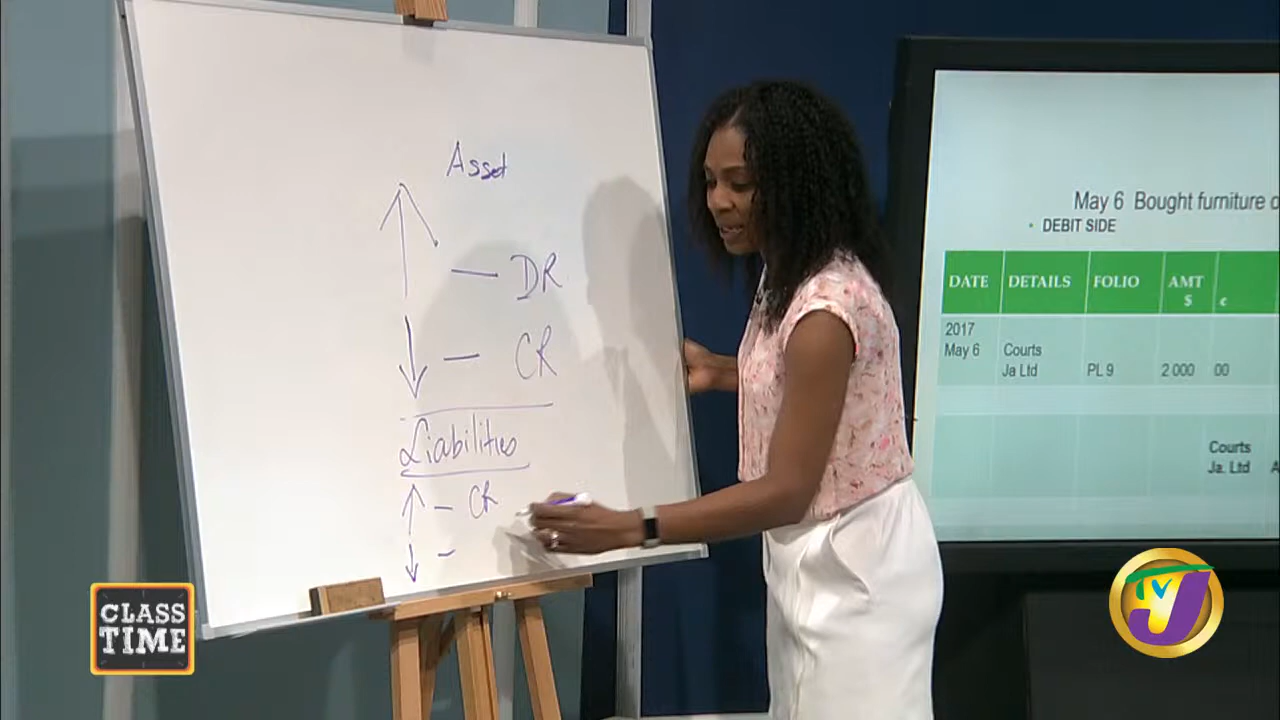 Asset
— DR
— CR
Liabilities
— CR
—
May 6 Bought furniture
• DEBIT SIDE
DATE DETAILS FOLIO AMT $ ¢
2017
May 6 Courts
Ja Ltd PL 9 2 000 00
Courts
Ja. Ltd
CLASS
TIME
TVJ